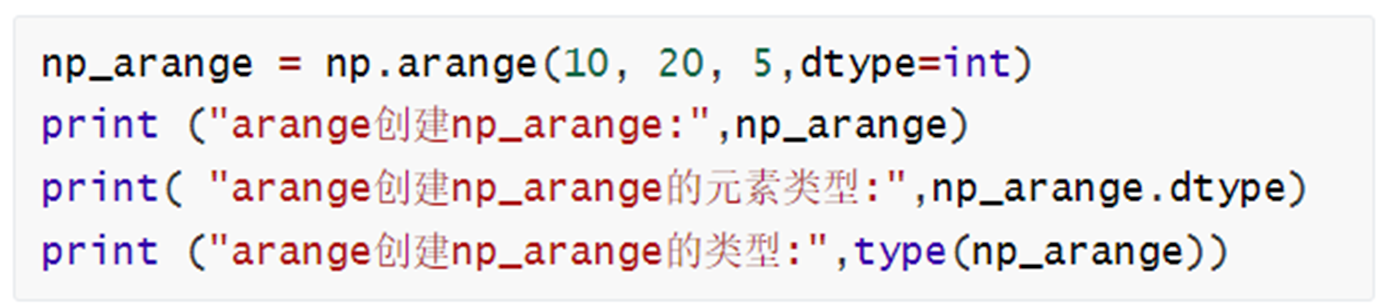 np_arange = np.arange(10, 20, 5,dtype=int)
print ("arange创建np_arange:",np_arange)
print( "arange创建np_arange的元素类型:",np_arange.dtype)
print ("arange创建np_arange的类型:",type(np_arange))